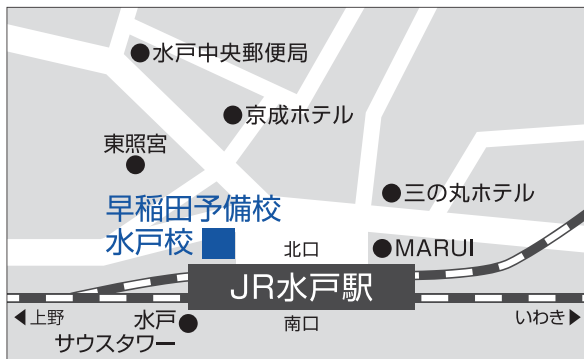 水戸中央郵便局
京成ホテル
東照宮
三の丸ホテル
早稲田予備校
水戸校
北口
MARUI
JR水戸駅
上野
水戸
サウスタワー
南口
いわき